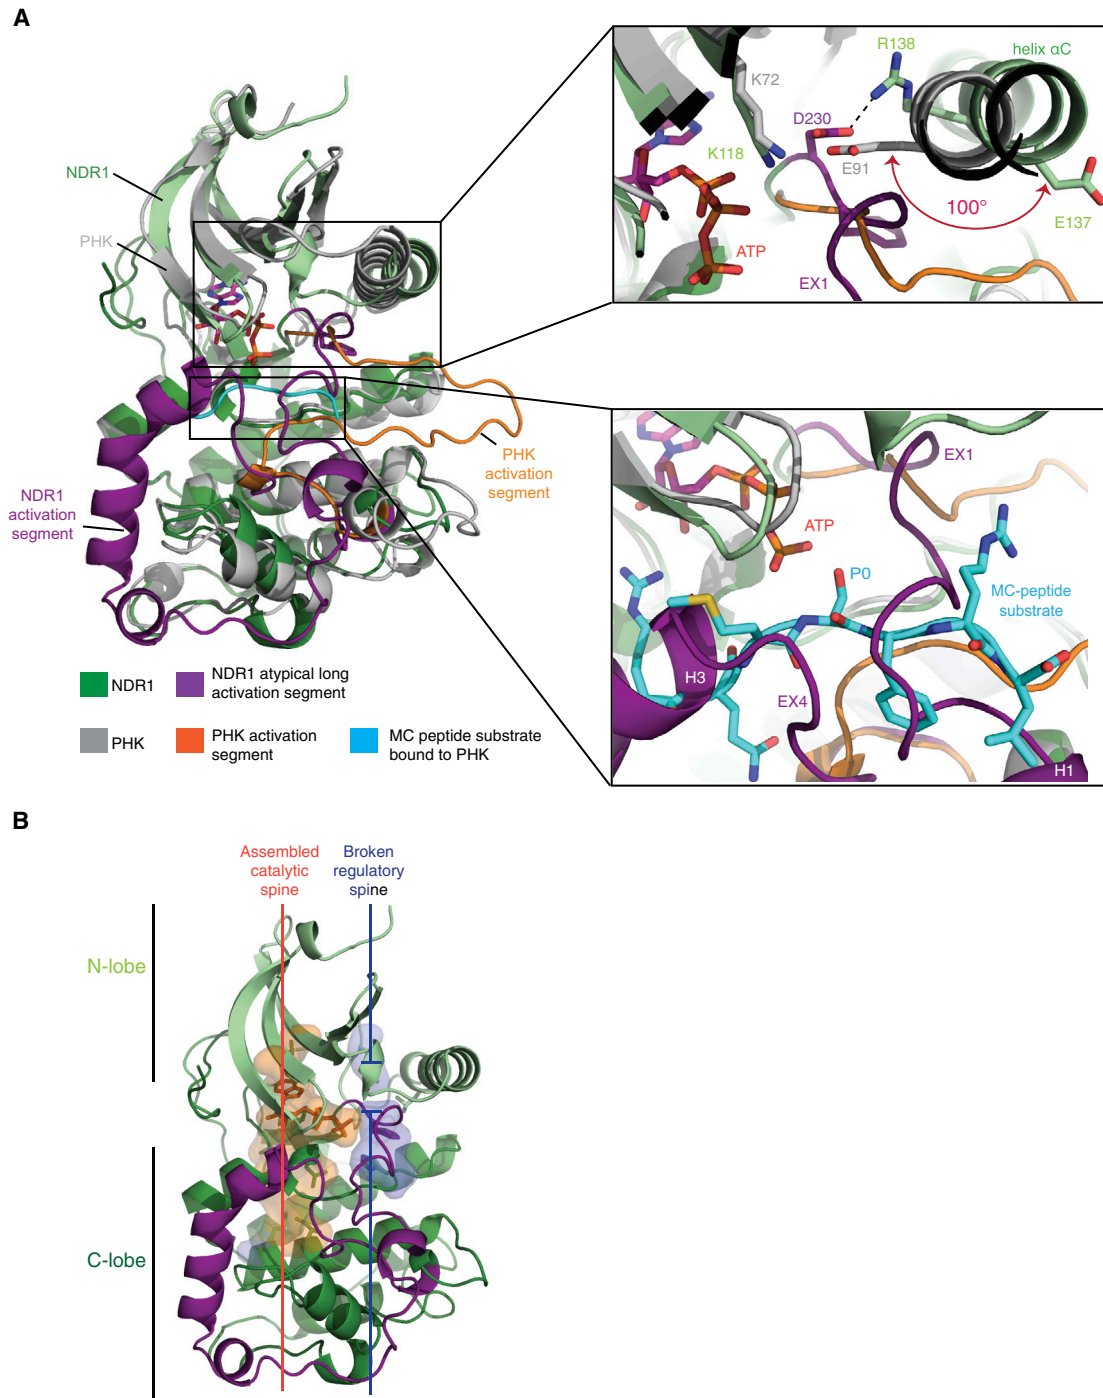 A
NDR1
PHK
NDR1
activation
segment
PHK
activation
segment
K72
R138
helix αC
D230
K118
E91
100°
E137
ATP
EX1
EX1
ATP
P0
MC-peptide
substrate
H3
EX4
H1
NDR1
NDR1 atypical long
activation segment
PHK
PHK activation
segment
MC peptide substrate
bound to PHK
B
Assembled
catalytic
spine
Broken
regulatory
spine
N-lobe
C-lobe